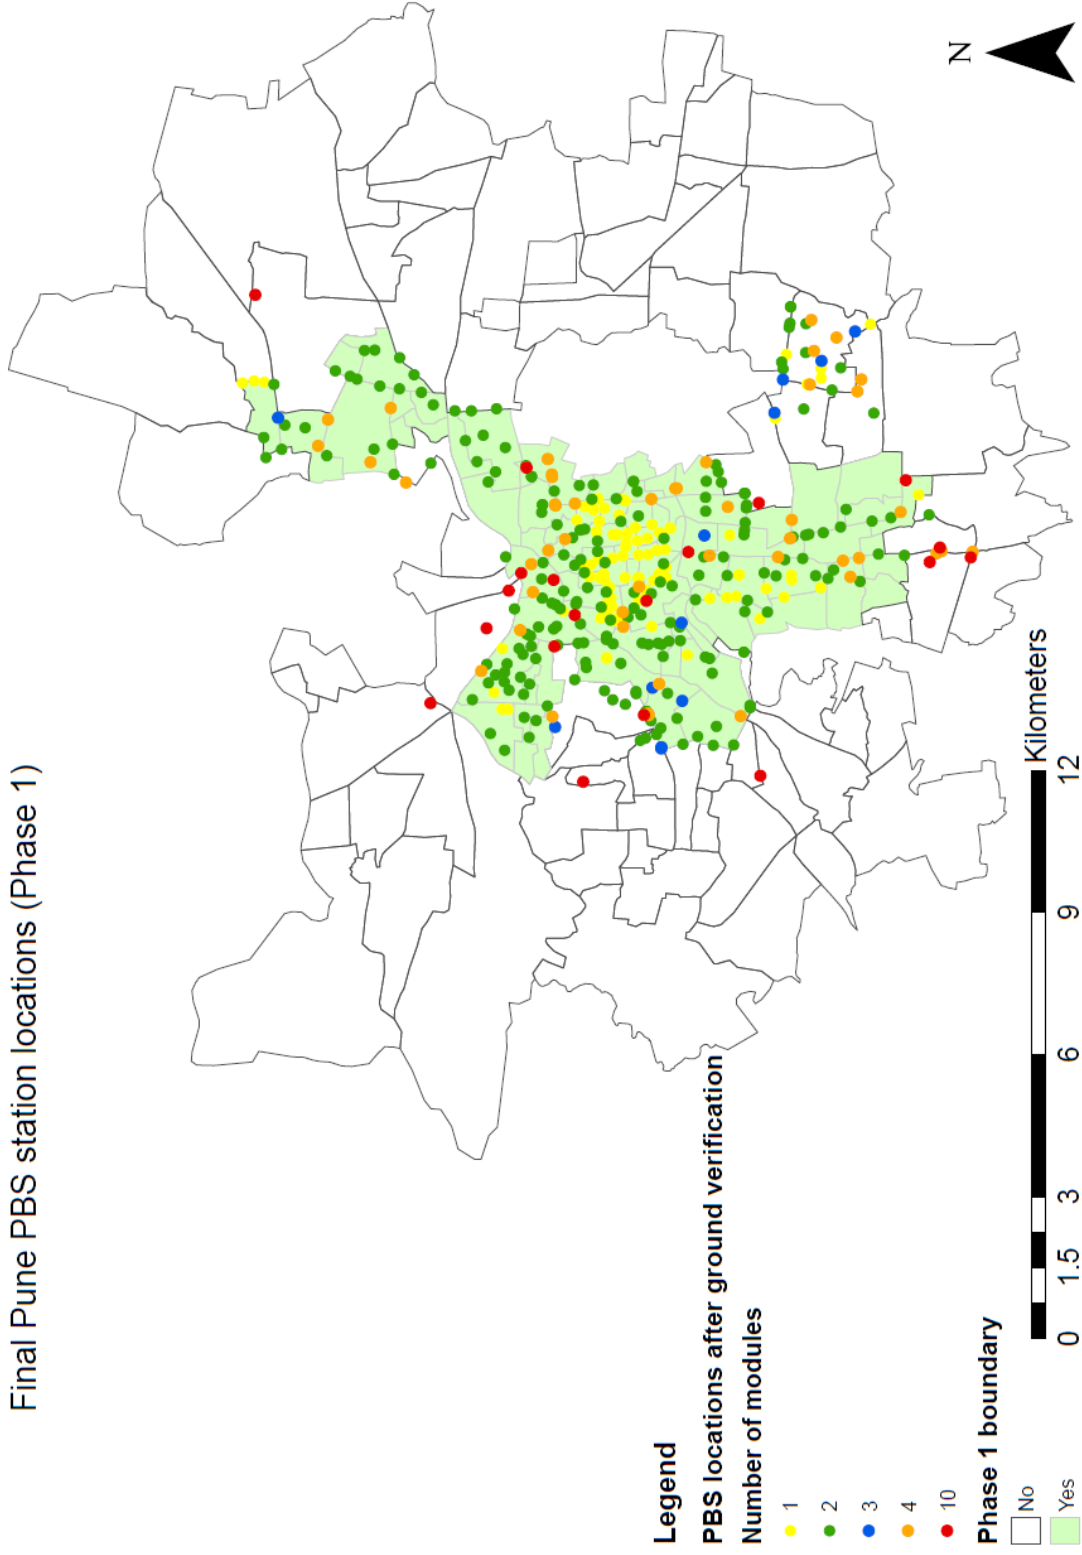 Final Pune PBS station locations (Phase 1)
N
Legend
PBS locations after ground verification
Number of modules
1
2
3
4
10
Phase 1 boundary
No
Yes
0 1.5 3 6 9 12
Kilometers